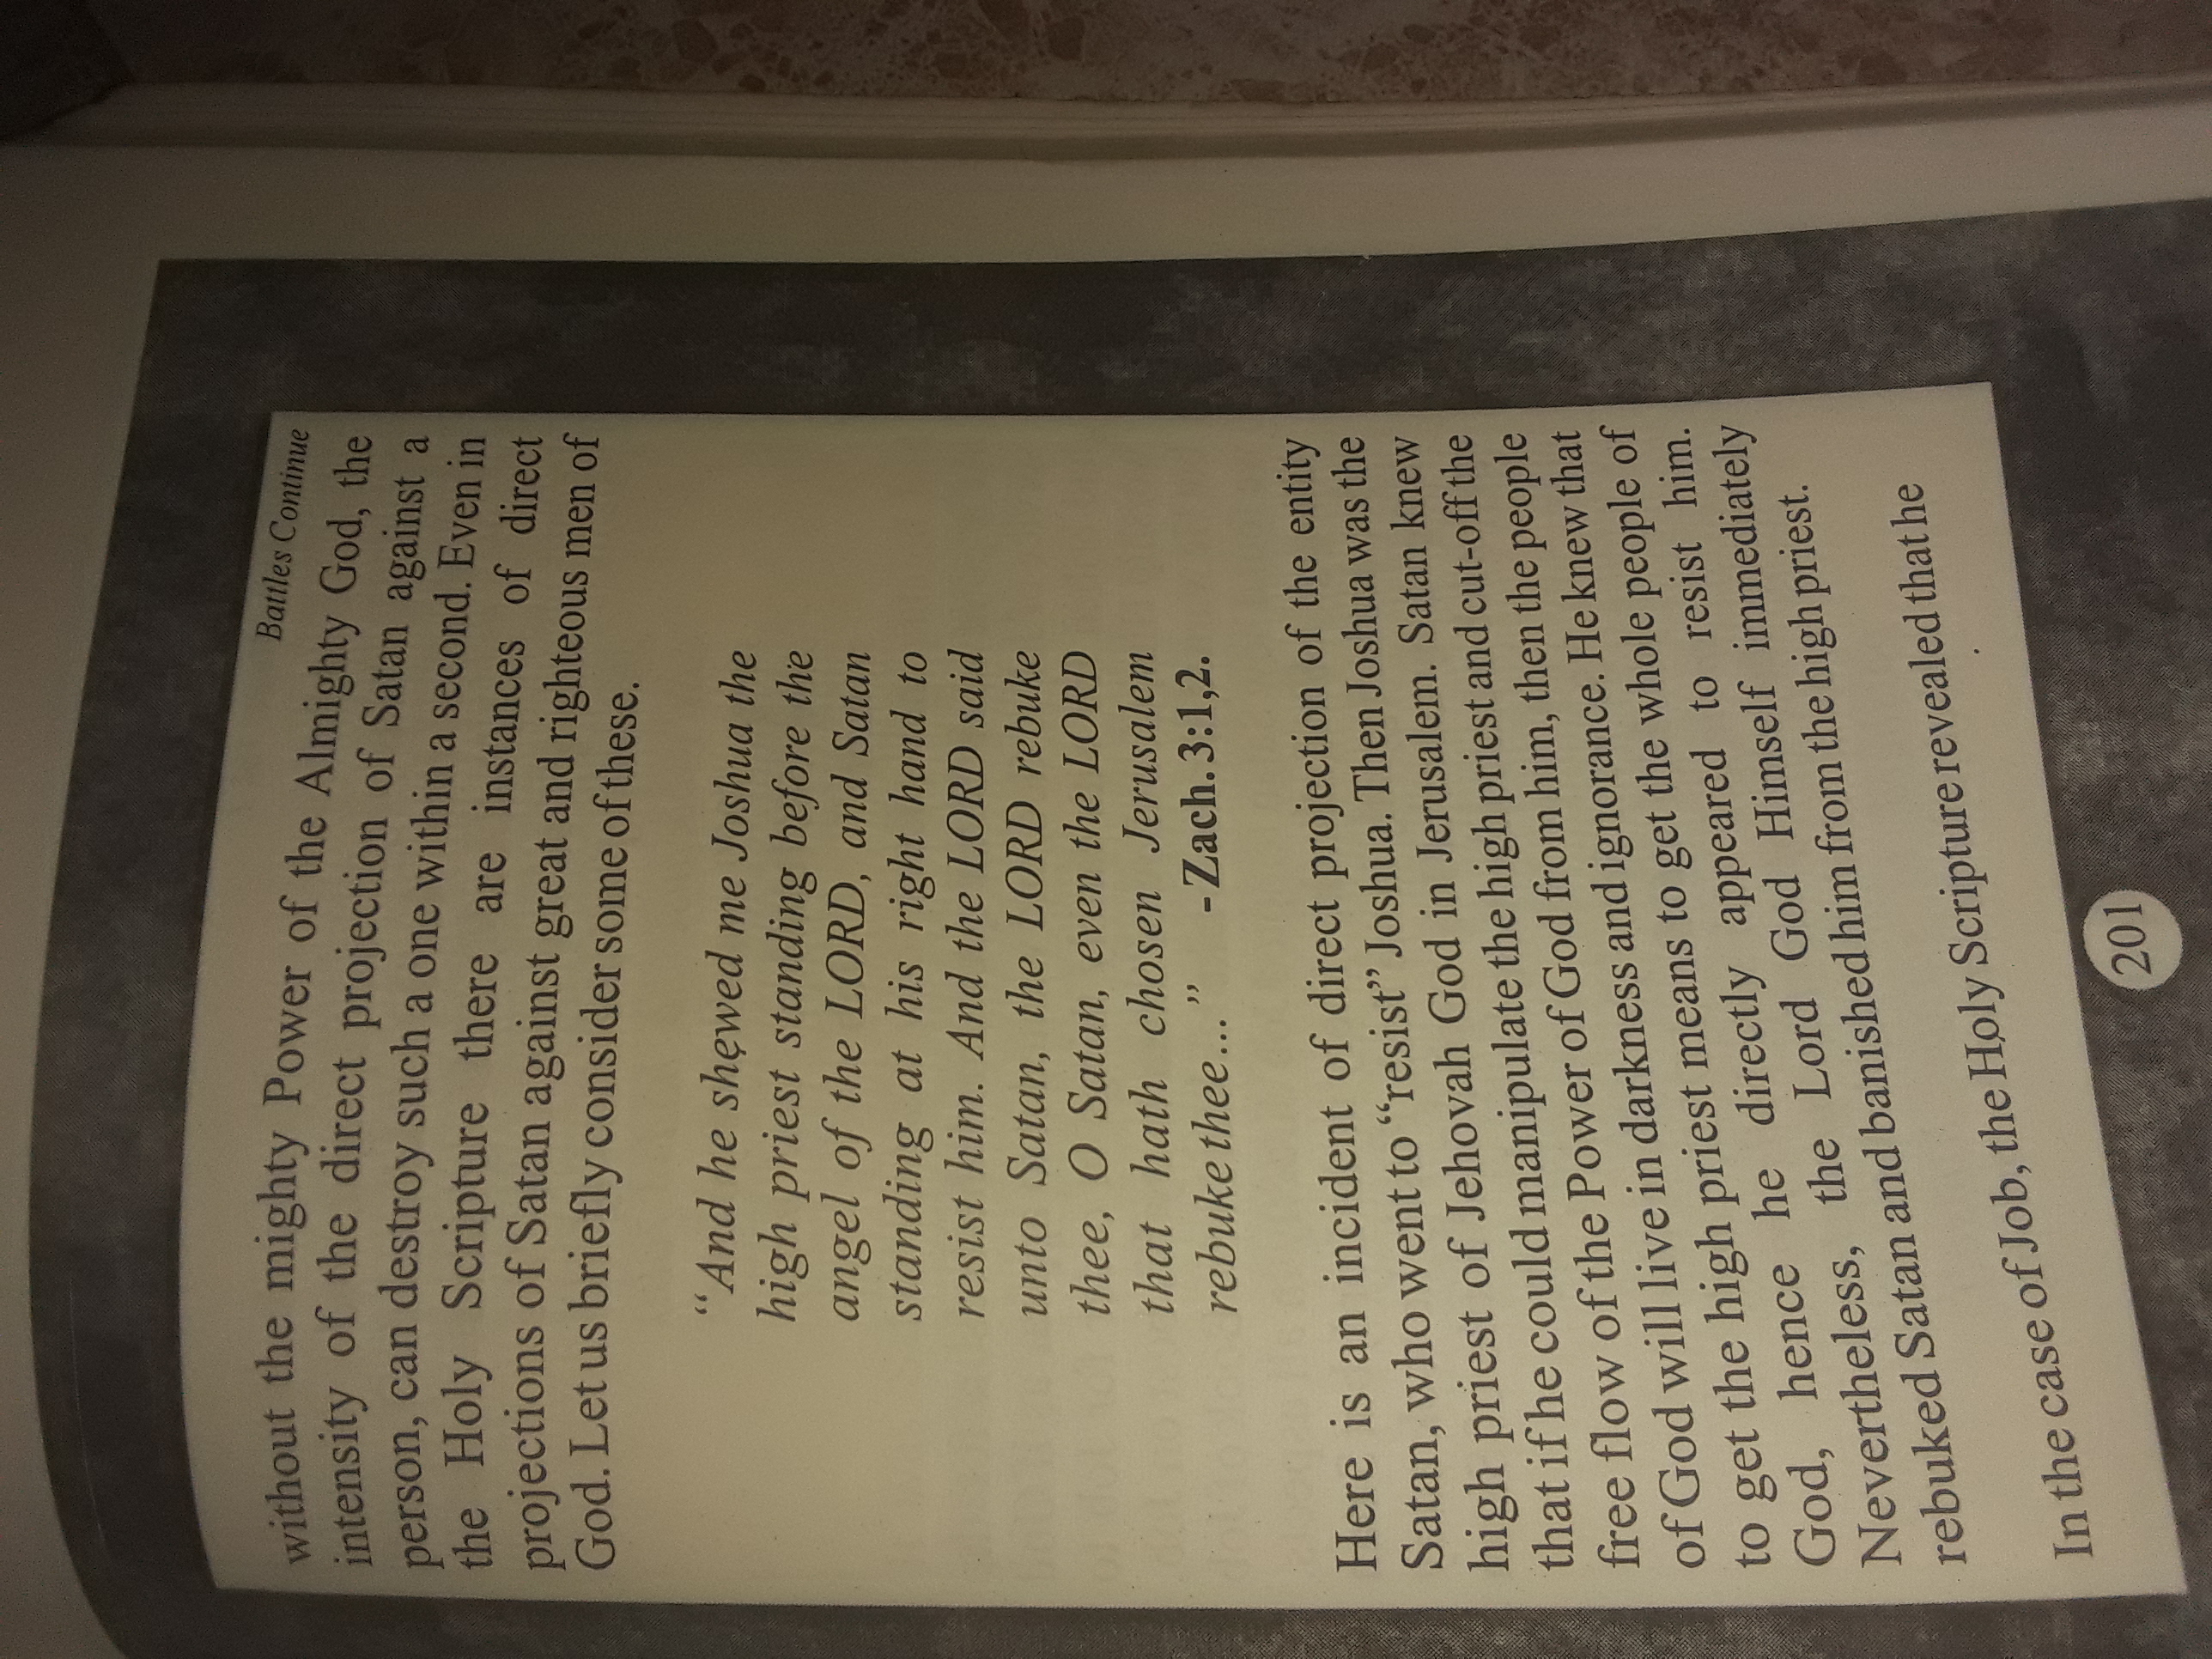 Battles Continue
without the mighty Power of the Almighty God, the
intensity of the direct projection of Satan against a
person, can destroy such a one within a second. Even in
the Holy Scripture there are instances of direct
projections of Satan against great and righteous men of
God. Let us briefly consider some of these.
“And he shewed me Joshua the
high priest standing before the
angel of the LORD, and Satan
standing at his right hand to
resist him. And the LORD said
unto Satan, the LORD rebuke
thee, O Satan, even the LORD
that hath chosen Jerusalem
rebuke thee...” - Zach. 3:1,2.
Here is an incident of direct projection of the entity
Satan, who went to “resist” Joshua. Then Joshua was the
high priest of Jehovah God in Jerusalem. Satan knew
that if he could manipulate the high priest and cut-off the
free flow of the Power of God from him, then the people
of God will live in darkness and ignorance. He knew that
to get the high priest means to get the whole people of
God, hence he directly appeared to resist him.
Nevertheless, the Lord God Himself immediately
rebuked Satan and banished him from the high priest.
In the case of Job, the Holy Scripture revealed that he
201